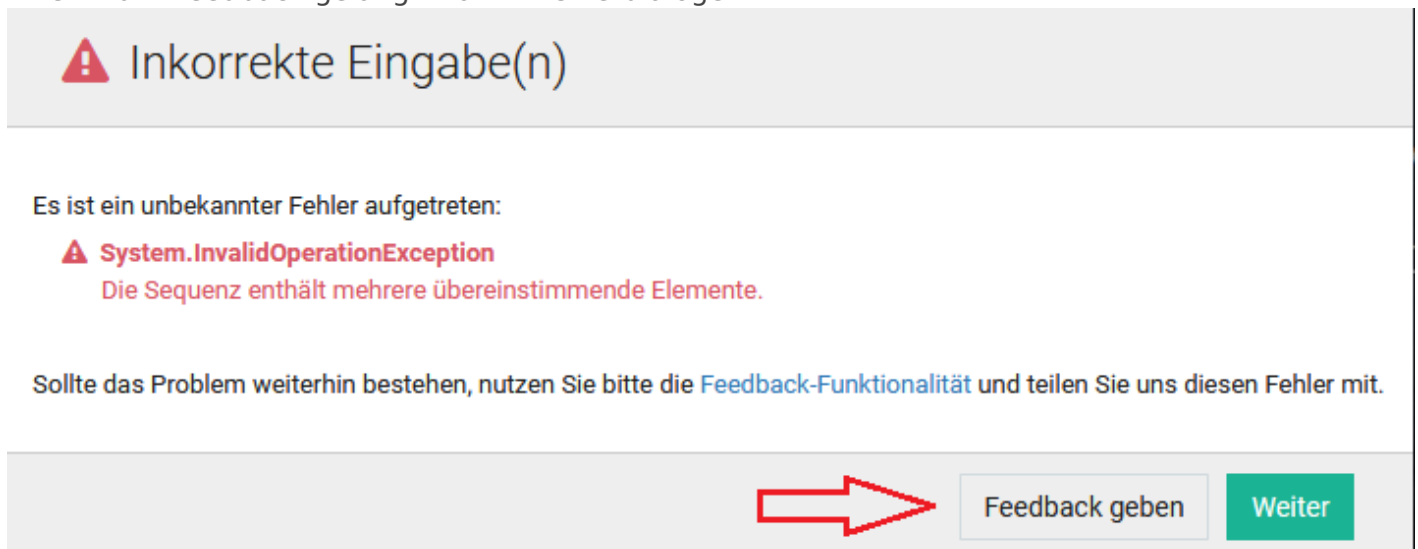 Inkorrekte Eingabe(n)
Es ist ein unbekannter Fehler aufgetreten:
System.InvalidOperationException
Die Sequenz enthält mehrere übereinstimmende Elemente.
Sollte das Problem weiterhin bestehen, nutzen Sie bitte die Feedback-Funktionalität und teilen Sie uns diesen Fehler mit.
Feedback geben Weiter